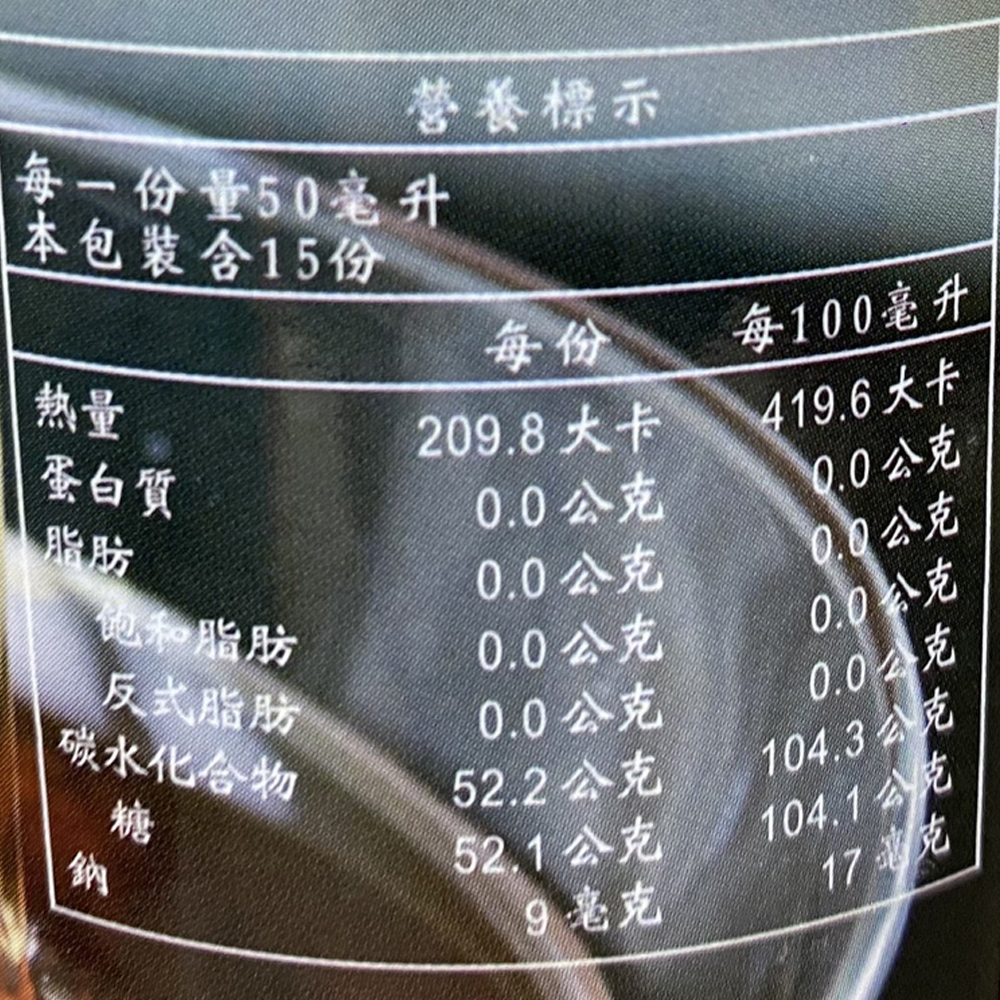 營養標示
每一份量50毫升
本包裝含15份
每份 每100毫升
熱量 209.8 大卡 419.6 大卡
蛋白質 0.0 公克 0.0 公克
脂肪 0.0 公克 0.0 公克
飽和脂肪 0.0 公克 0.0 公克
反式脂肪 0.0 公克 0.0 公克
碳水化合物 52.2 公克 104.3 公克
糖 52.1 公克 104.1 公克
鈉 9 毫克 17 毫克